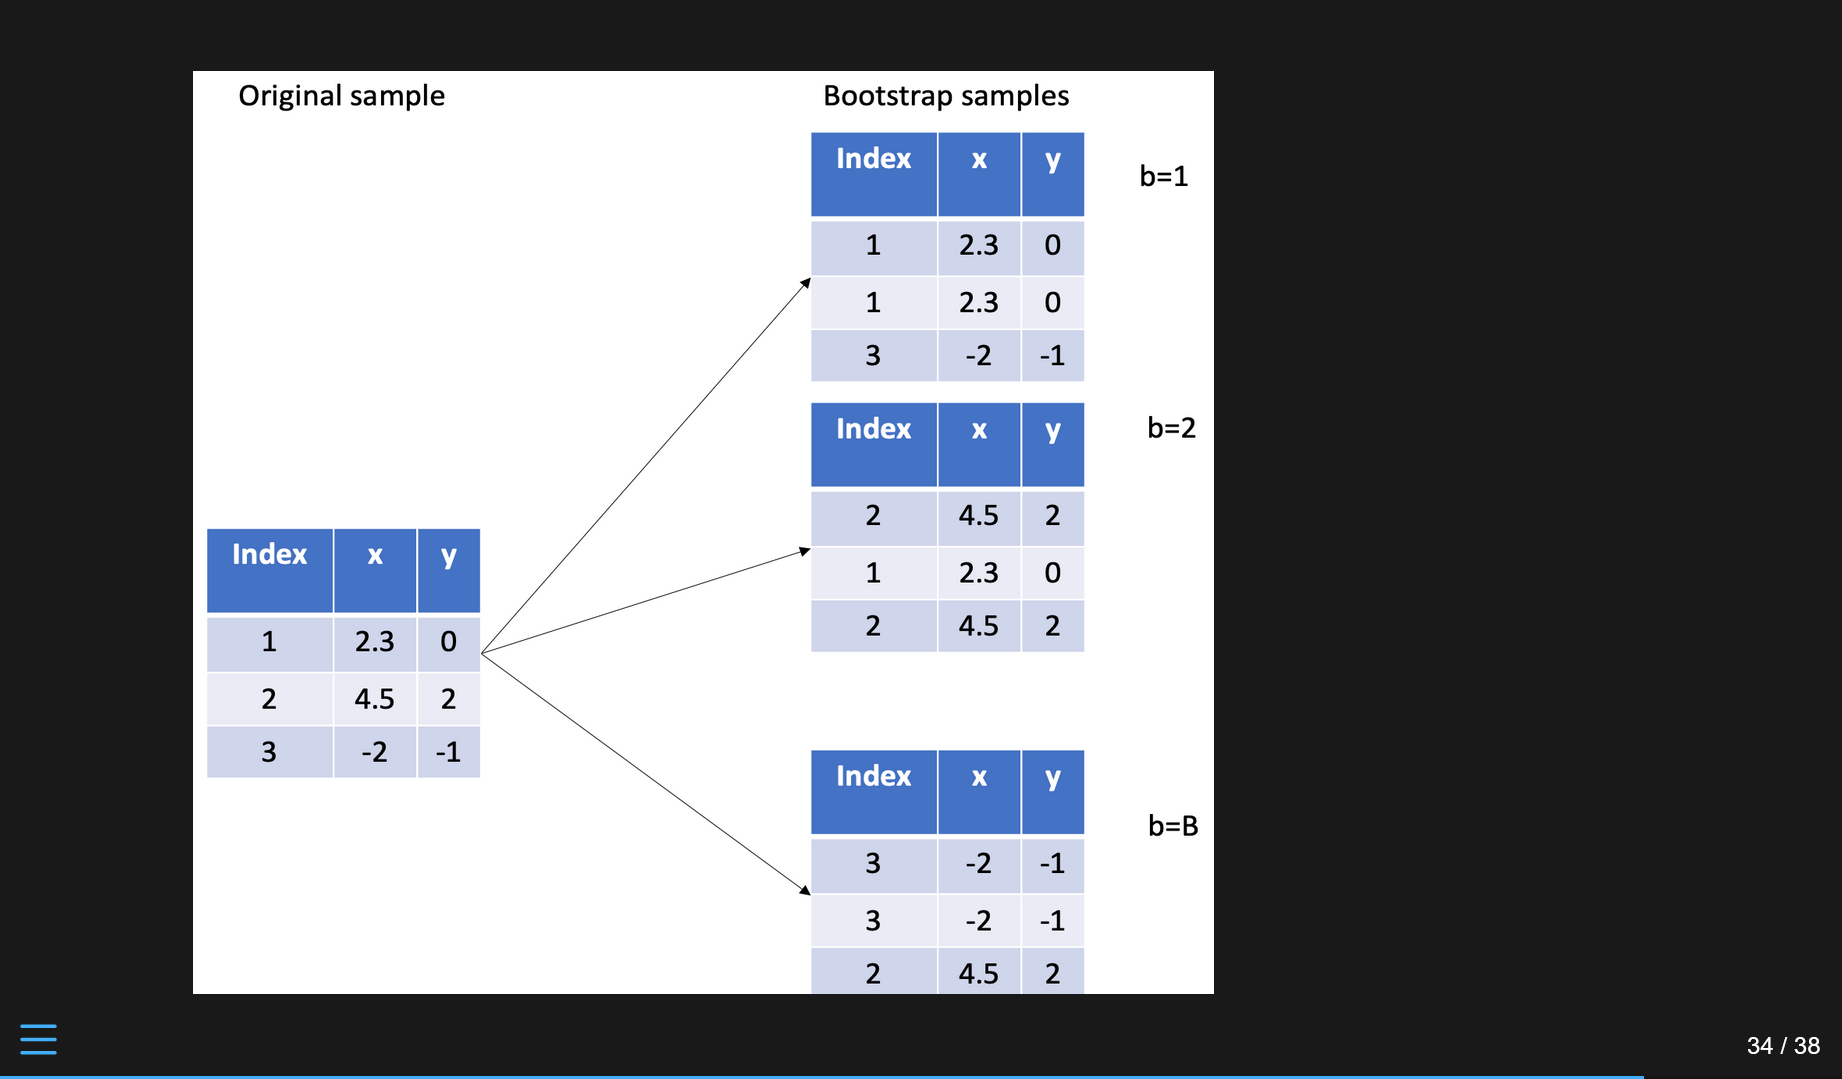 Original sample
Bootstrap samples
Index x y
b=1
1 2.3 0
1 2.3 0
3 -2 -1
Index x y
b=2
2 4.5 2
1 2.3 0
2 4.5 2
Index x y
1 2.3 0
2 4.5 2
3 -2 -1
Index x y
b=B
3 -2 -1
3 -2 -1
2 4.5 2
34 / 38